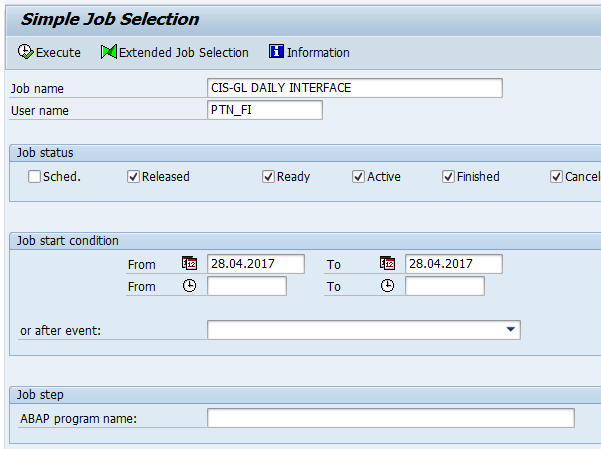 Simple Job Selection
Execute Extended Job Selection Information
Job name CIS-GL DAILY INTERFACE
User name PTN_FI
Job status
Sched. Released Ready Active Finished Cancel
Job start condition
From 28.04.2017 To 28.04.2017
From To
or after event:
Job step
ABAP program name: